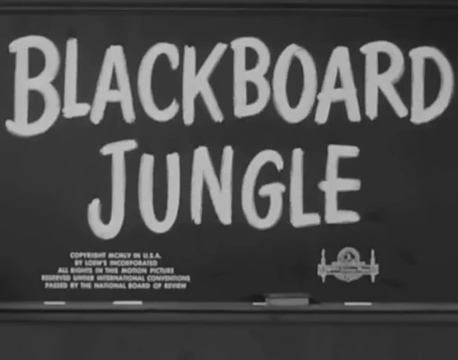 BLACKBOARD
JUNGLE
COPYRIGHT MCMLV IN U.S.A.
BY LOEW'S INCORPORATED
ALL RIGHTS IN THIS MOTION PICTURE
RESERVED UNDER INTERNATIONAL CONVENTIONS
PASSED BY THE NATIONAL BOARD OF REVIEW